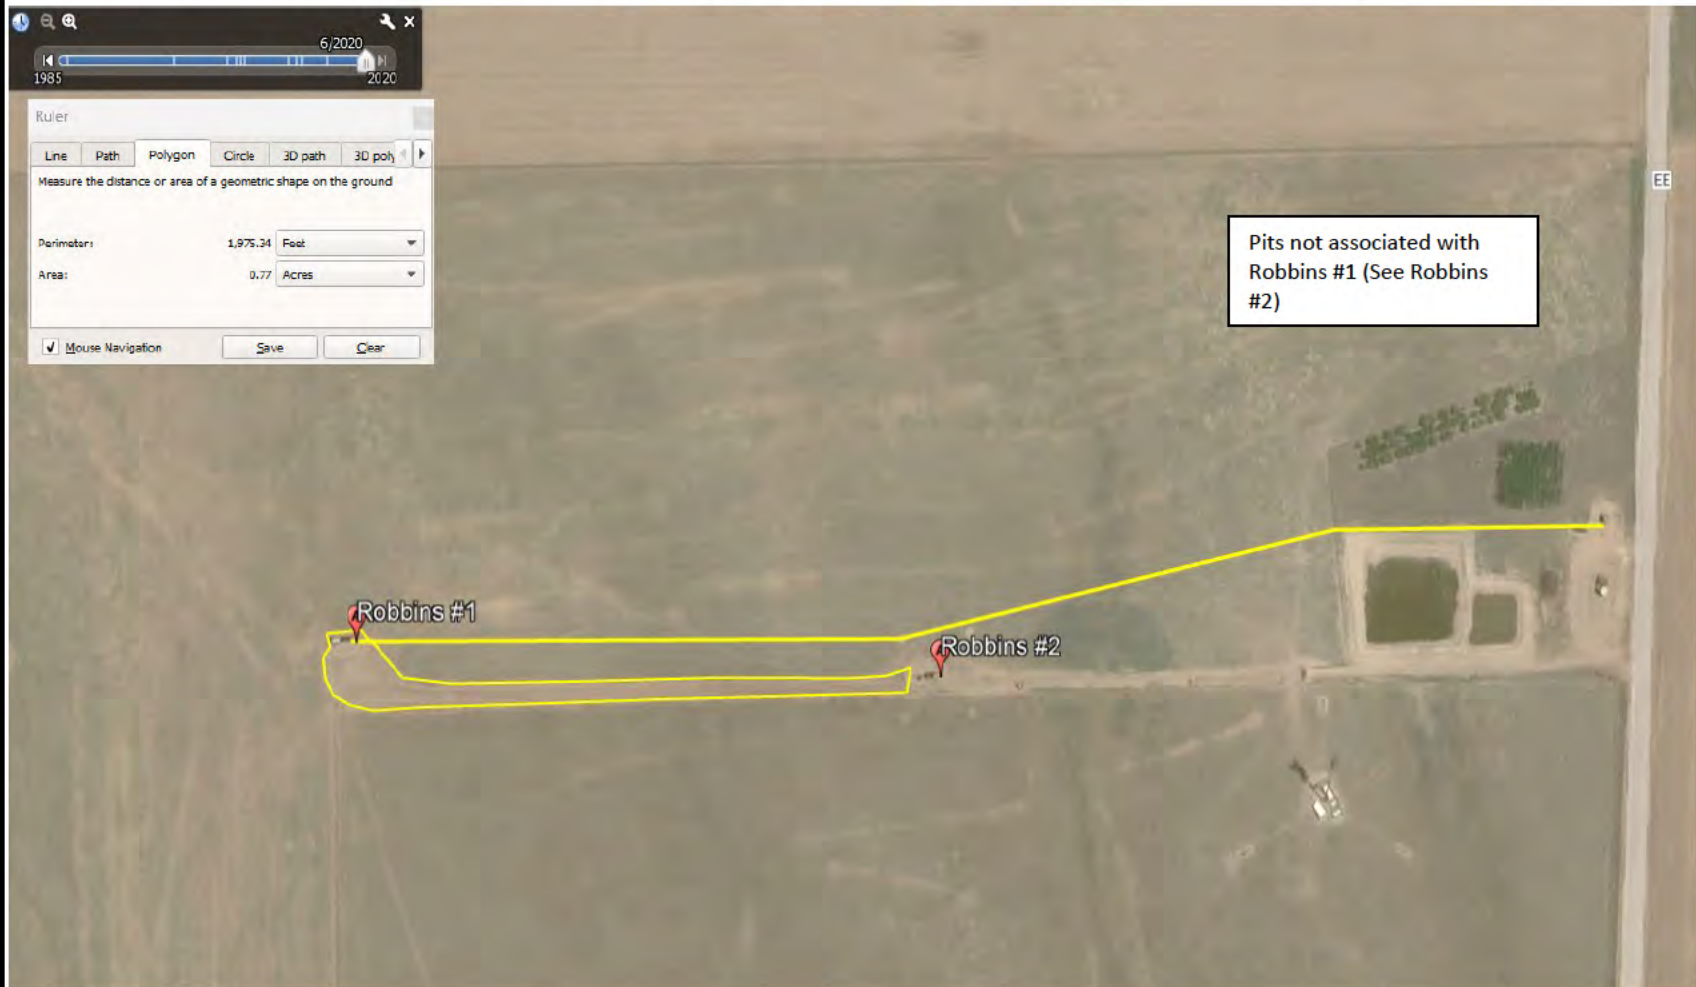 6/2020
1985
2020
Ruler
Line
Path
Polygon
Circle
3D path
3D poly
Measure the distance or area of a geometric shape on the ground
Perimeter:
1,975.34
Feet
Area:
0.77
Acres
Mouse Navigation
Save
Clear
EE
Pits not associated with
Robbins #1 (See Robbins
#2)
Robbins #1
Robbins #2